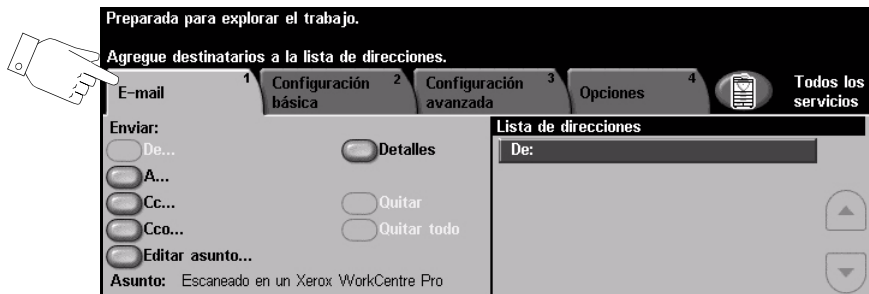 Preparada para explorar el trabajo.
Agregue destinatarios a la lista de direcciones.
E-mail 1
Configuración básica 2
Configuración avanzada 3
Opciones 4
Todos los servicios
Enviar:
De...
Detalles
A...
Cc...
Quitar
Cco...
Quitar todo
Editar asunto...
Asunto: Escaneado en un Xerox WorkCentre Pro
Lista de direcciones
De: